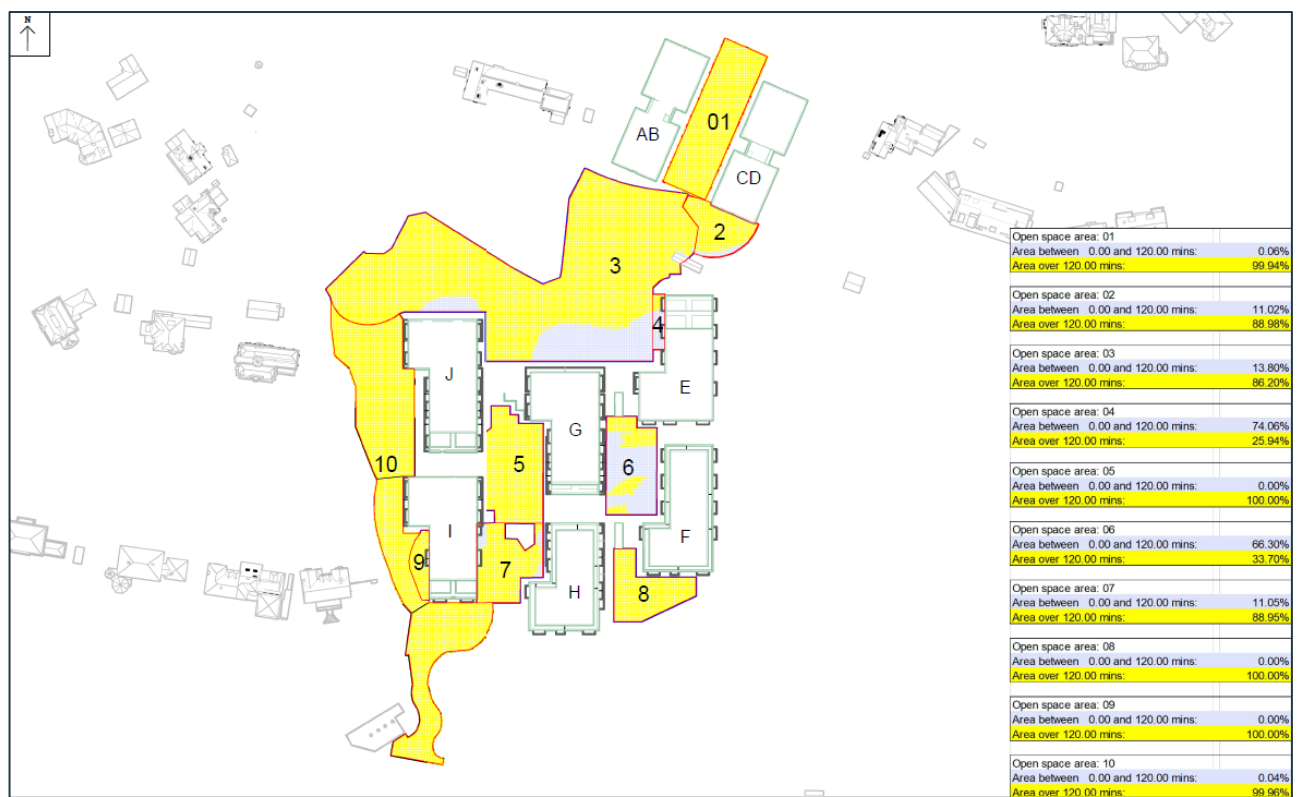 N
AB
01
CD
2
3
4
J
E
G
5
6
10
I
F
9
7
H
8
Open space area: 01
Area between 0.00 and 120.00 mins: 0.06%
Area over 120.00 mins: 99.94%
Open space area: 02
Area between 0.00 and 120.00 mins: 11.02%
Area over 120.00 mins: 88.98%
Open space area: 03
Area between 0.00 and 120.00 mins: 13.80%
Area over 120.00 mins: 86.20%
Open space area: 04
Area between 0.00 and 120.00 mins: 74.06%
Area over 120.00 mins: 25.94%
Open space area: 05
Area between 0.00 and 120.00 mins: 0.00%
Area over 120.00 mins: 100.00%
Open space area: 06
Area between 0.00 and 120.00 mins: 66.30%
Area over 120.00 mins: 33.70%
Open space area: 07
Area between 0.00 and 120.00 mins: 11.05%
Area over 120.00 mins: 88.95%
Open space area: 08
Area between 0.00 and 120.00 mins: 0.00%
Area over 120.00 mins: 100.00%
Open space area: 09
Area between 0.00 and 120.00 mins: 0.00%
Area over 120.00 mins: 100.00%
Open space area: 10
Area between 0.00 and 120.00 mins: 0.04%
Area over 120.00 mins: 99.96%